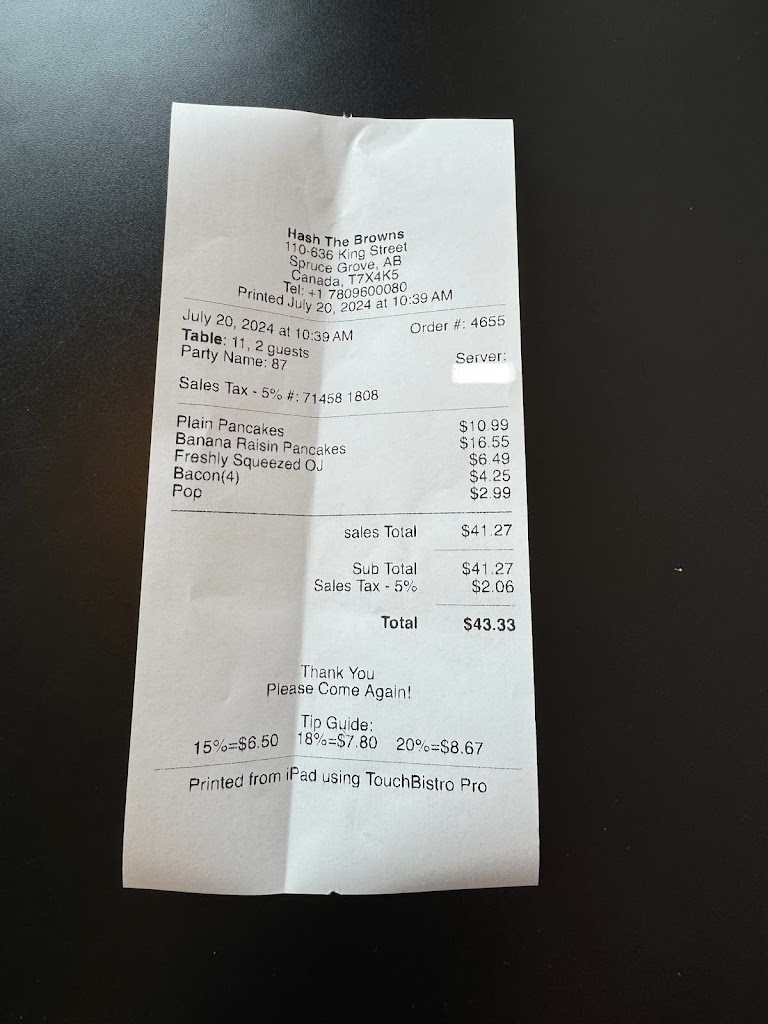 Hash The Browns
110-636 King Street
Spruce Grove, AB
Canada, T7X4K5
Tel: +1 7809600080
Printed July 20, 2024 at 10:39 AM
July 20, 2024 at 10:39 AM Order #: 4655
Table: 11, 2 guests
Party Name: 87 Server:
Sales Tax - 5% #: 71458 1808
Plain Pancakes $10.99
Banana Raisin Pancakes $16.55
Freshly Squeezed OJ $6.49
Bacon(4) $4.25
Pop $2.99
sales Total $41.27
Sub Total $41.27
Sales Tax - 5% $2.06
Total $43.33
Thank You
Please Come Again!
Tip Guide:
15%=$6.50 18%=$7.80 20%=$8.67
Printed from iPad using TouchBistro Pro